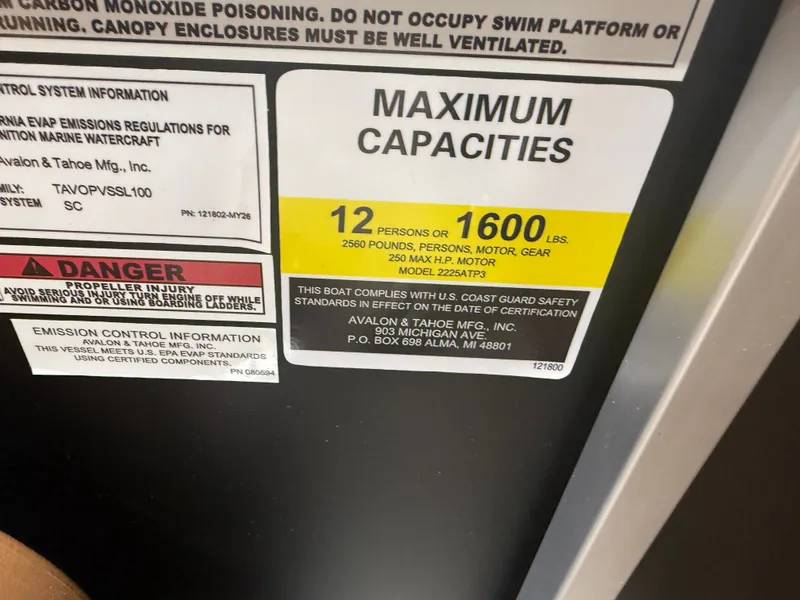 CARBON MONOXIDE POISONING. DO NOT OCCUPY SWIM PLATFORM OR
RUNNING. CANOPY ENCLOSURES MUST BE WELL VENTILATED.
SYSTEM INFORMATION
EVAP EMISSIONS REGULATIONS FOR
MARINE WATERCRAFT
Avalon & Tahoe Mfg., Inc.
TAVOPVSSL100
SYSTEM SC
PN: 121802-MY26
DANGER
PROPELLER INJURY
AVOID SERIOUS INJURY TURN ENGINE OFF WHILE
SWIMMING AND/OR USING BOARDING LADDERS.
EMISSION CONTROL INFORMATION
AVALON & TAHOE MFG. INC.
THIS VESSEL MEETS U.S. EPA EVAP STANDARDS
USING CERTIFIED COMPONENTS.
PN 080594
MAXIMUM
CAPACITIES
12 PERSONS OR 1600 LBS.
2560 POUNDS, PERSONS, MOTOR, GEAR
250 MAX H.P. MOTOR
MODEL 2225ATP3
THIS BOAT COMPLIES WITH U.S. COAST GUARD SAFETY
STANDARDS IN EFFECT ON THE DATE OF CERTIFICATION
AVALON & TAHOE MFG., INC.
903 MICHIGAN AVE.
P.O. BOX 698 ALMA, MI 48801
121800